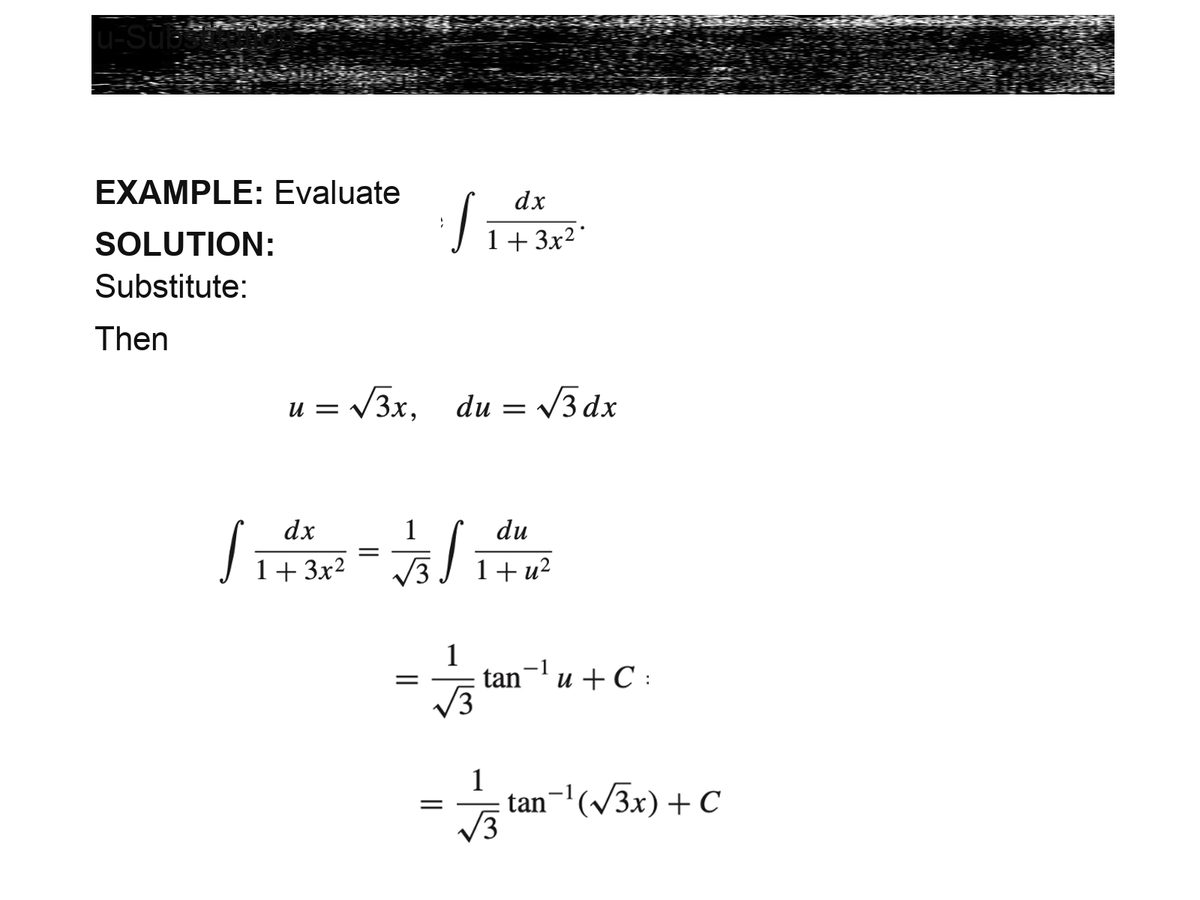 EXAMPLE: Evaluate ∫ dx / (1 + 3x²).
SOLUTION:
Substitute:
Then
u = √3x, du = √3 dx
∫ dx / (1 + 3x²) = 1/√3 ∫ du / (1 + u²)
= 1/√3 tan⁻¹ u + C
= 1/√3 tan⁻¹(√3x) + C